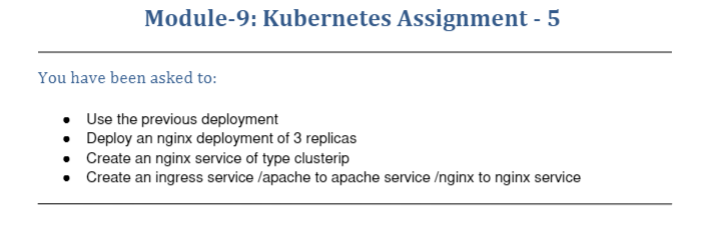 Module-9: Kubernetes Assignment - 5
You have been asked to:
• Use the previous deployment
• Deploy an nginx deployment of 3 replicas
• Create an nginx service of type clusterip
• Create an ingress service /apache to apache service /nginx to nginx service